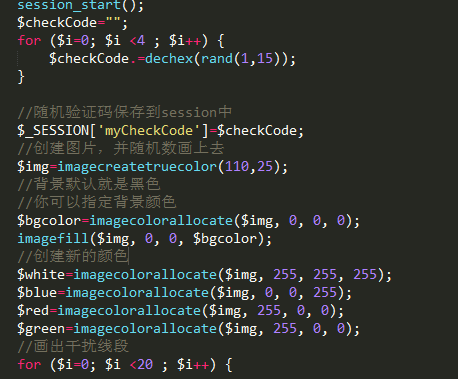 session_start();
$checkCode="";
for ($i=0; $i <4 ; $i++) {
$checkCode.=dechex(rand(1,15));
}
//随机验证码保存到session中
$_SESSION['myCheckCode']=$checkCode;
//创建图片，并随机数画上去
$img=imagecreatetruecolor(110,25);
//背景默认就是黑色
//你可以指定背景颜色
$bgcolor=imagecolorallocate($img, 0, 0, 0);
imagefill($img, 0, 0, $bgcolor);
//创建新的颜色
$white=imagecolorallocate($img, 255, 255, 255);
$blue=imagecolorallocate($img, 0, 0, 255);
$red=imagecolorallocate($img, 255, 0, 0);
$green=imagecolorallocate($img, 255, 0, 0);
//画出干扰线段
for ($i=0; $i <20 ; $i++) {